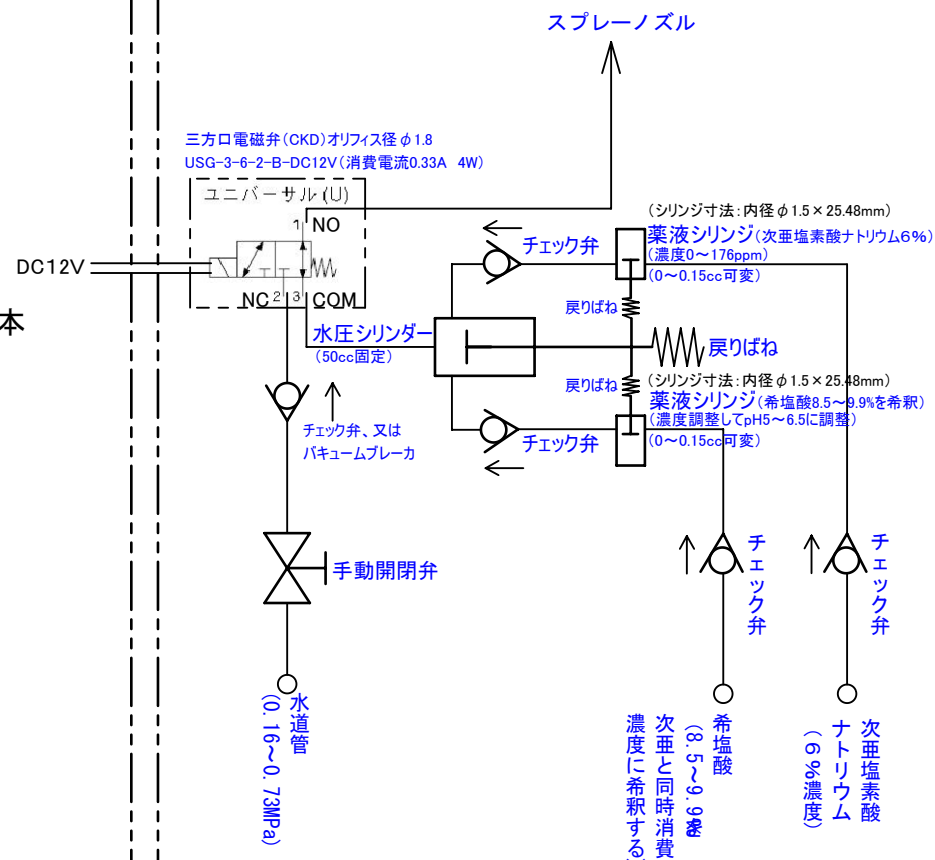 スプレーノズル
三方口電磁弁(CKD)オリフィス径φ1.8
USG-3-6-2-B-DC12V(消費電流0.33A 4W)
ユニバーサル(U)
1 NO
DC12V
NC 2 3 COM
本
水圧シリンダー
(50cc固定)
チェック弁
(シリンジ寸法:内径φ1.5×25.48mm)
薬液シリンジ(次亜塩素酸ナトリウム6%)
(濃度0~176ppm)
(0~0.15cc可変)
戻りばね
戻りばね
戻りばね
(シリンジ寸法:内径φ1.5×25.48mm)
薬液シリンジ(希塩酸8.5~9.9%を希釈)
(濃度調整してpH5~6.5に調整)
(0~0.15cc可変)
チェック弁
チェック弁、又は
バキュームブレーカ
手動開閉弁
チェック弁
チェック弁
水道管
(0.16~0.73MPa)
希塩酸
(8.5~9.9%
次亜と同時消費
濃度に希釈する
次亜塩素酸
ナトリウム
(6%濃度)